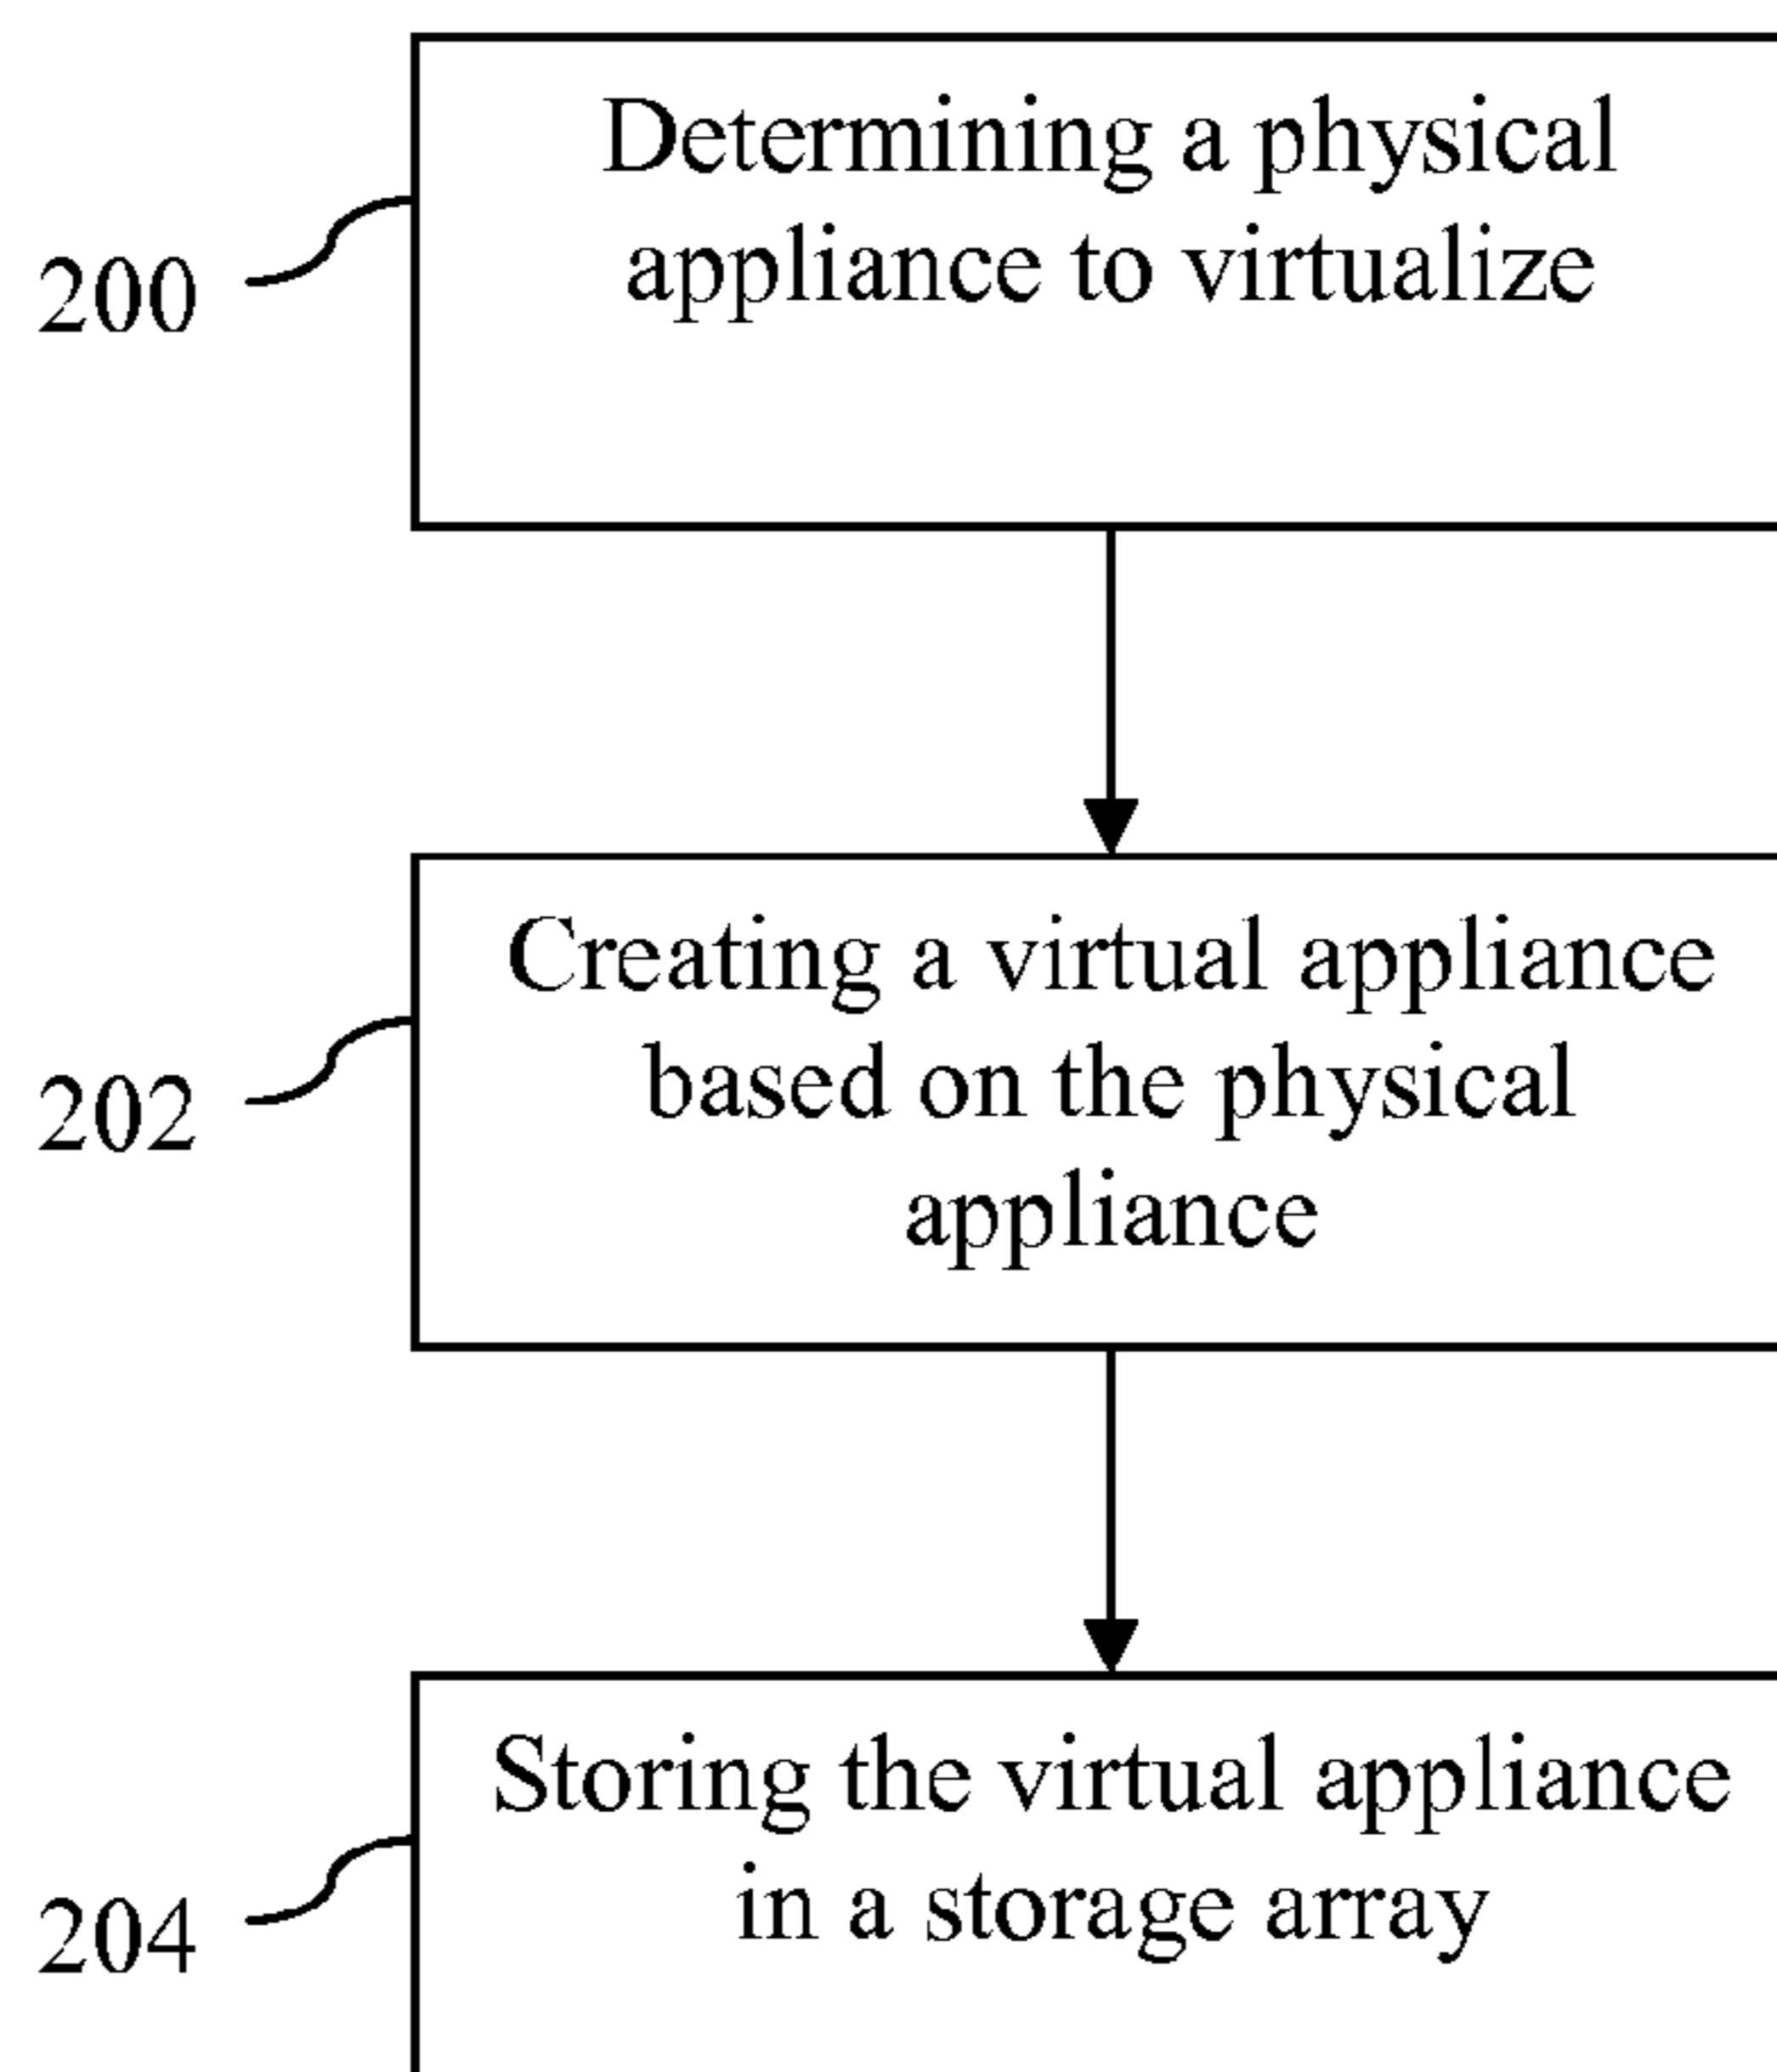 Determining a physical
appliance to virtualize
200
Creating a virtual appliance
based on the physical
appliance
202
Storing the virtual appliance
in a storage array
204